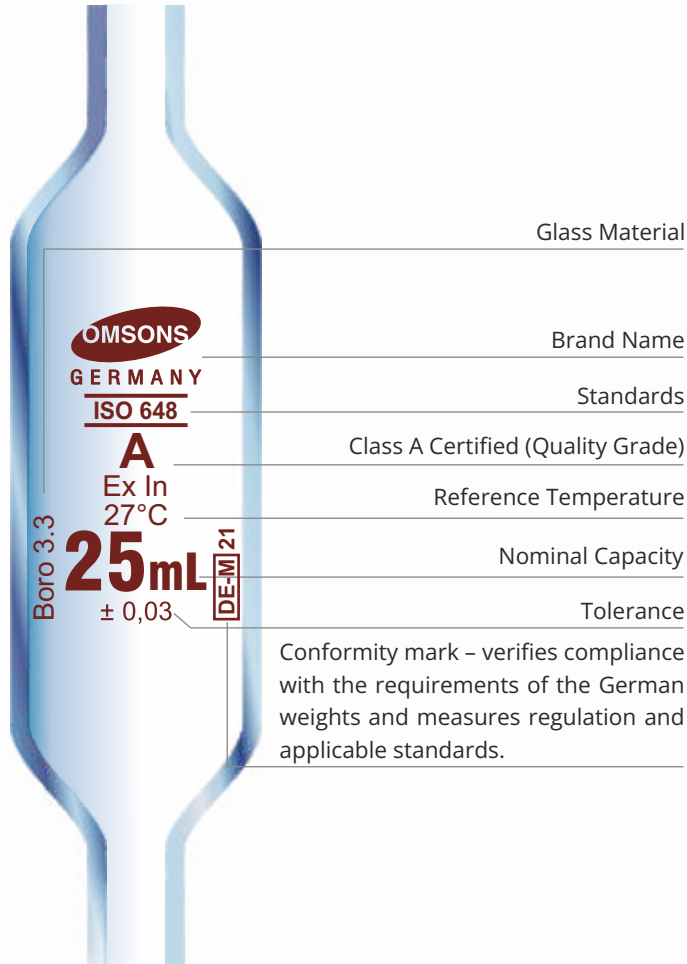 Glass Material
OMSONS
GERMANY
Brand Name
ISO 648
Standards
A
Class A Certified (Quality Grade)
Ex In
27°C
Reference Temperature
Boro 3.3
25mL
DE-M 21
Nominal Capacity
± 0,03
Tolerance
Conformity mark – verifies compliance
with the requirements of the German
weights and measures regulation and
applicable standards.